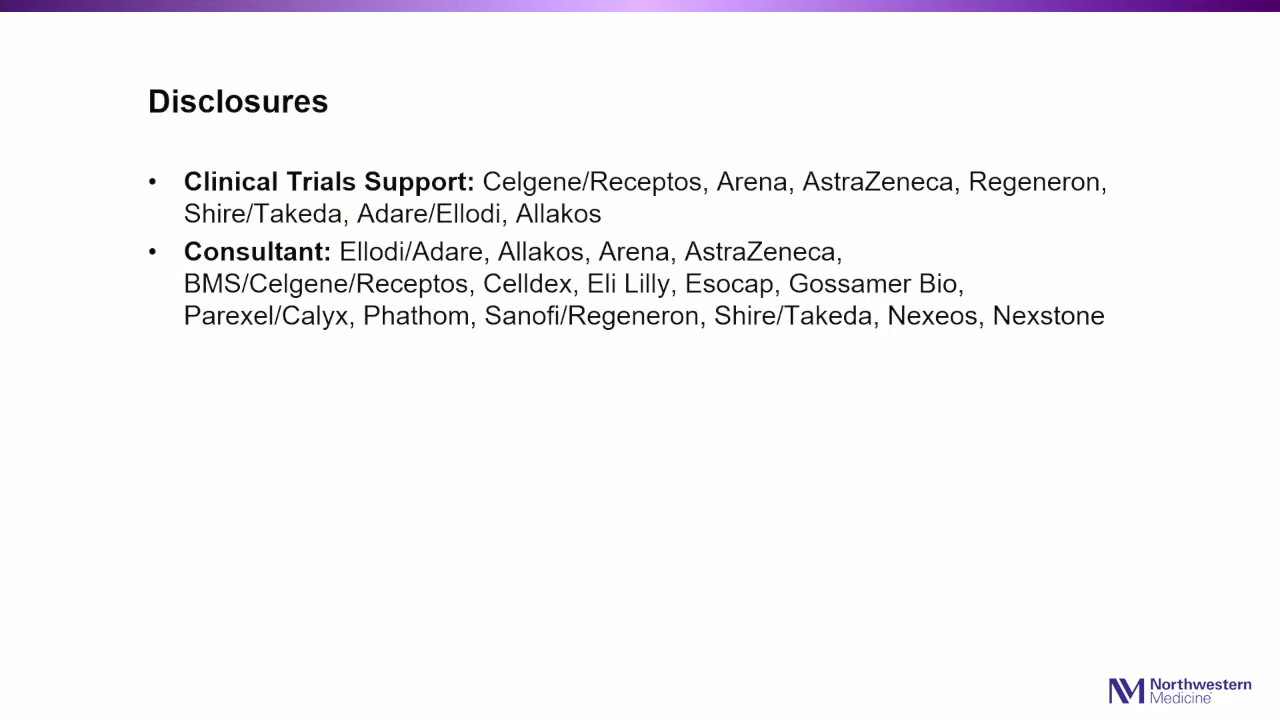 Disclosures
• Clinical Trials Support: Celgene/Receptos, Arena, AstraZeneca, Regeneron,
Shire/Takeda, Adare/Ellodi, Allakos
• Consultant: Ellodi/Adare, Allakos, Arena, AstraZeneca,
BMS/Celgene/Receptos, Celldex, Eli Lilly, Esocap, Gossamer Bio,
Parexel/Calyx, Phathom, Sanofi/Regeneron, Shire/Takeda, Nexeos, Nexstone
Northwestern
Medicine